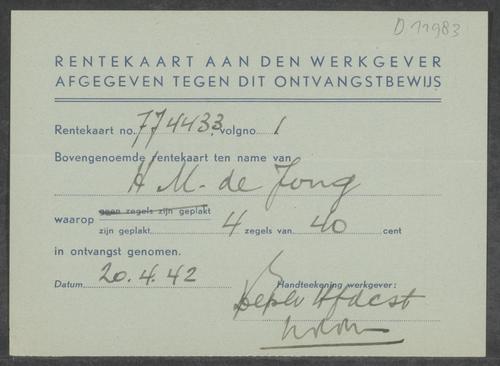 D 11983
RENTEKAART AAN DEN WERKGEVER
AFGEGEVEN TEGEN DIT ONTVANGSTBEWIJS
Rentekaart no. 774433 volgno. 1
Bovengenoemde rentekaart ten name van
H M. de Jong
geen zegels zijn geplakt
waarop zijn geplakt 4 zegels van 40 cent
in ontvangst genomen.
Datum 20.4.42 Handteekening werkgever: